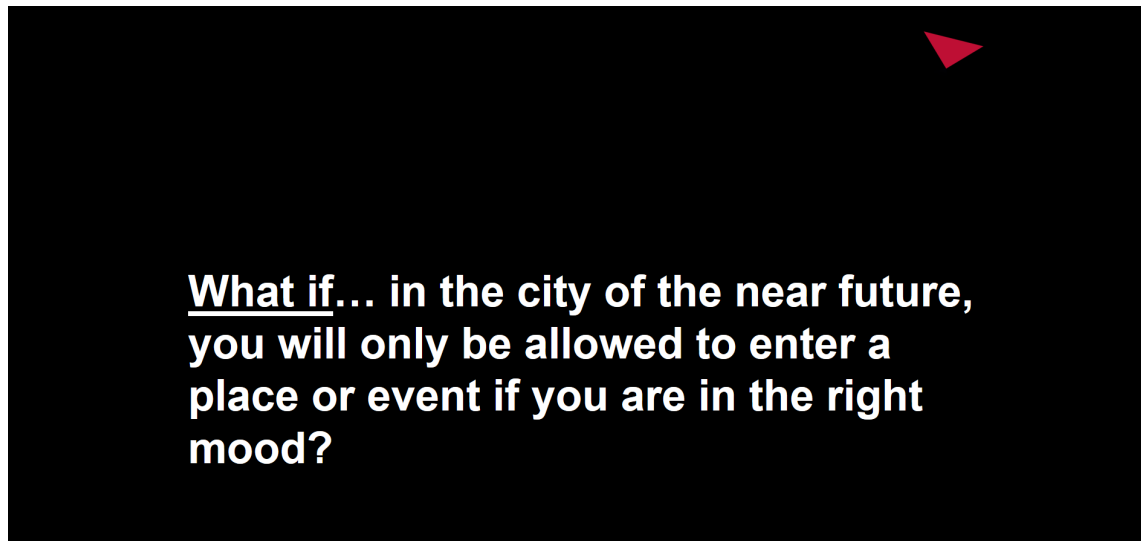 What if… in the city of the near future,
you will only be allowed to enter a
place or event if you are in the right
mood?